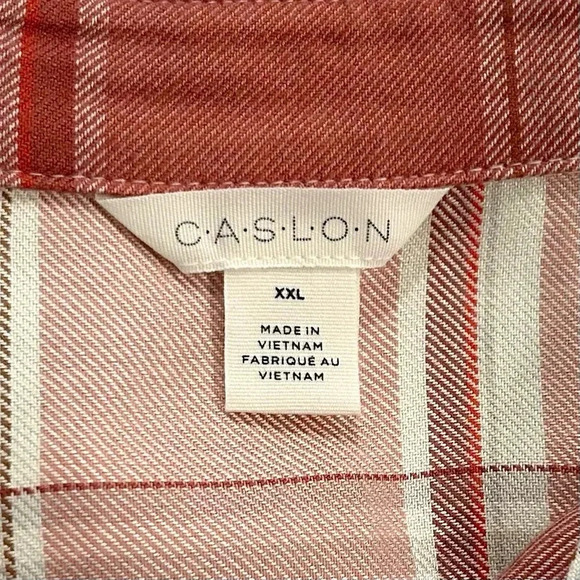 C·A·S·L·O·N
XXL
MADE IN
VIETNAM
FABRIQUÉ AU
VIETNAM